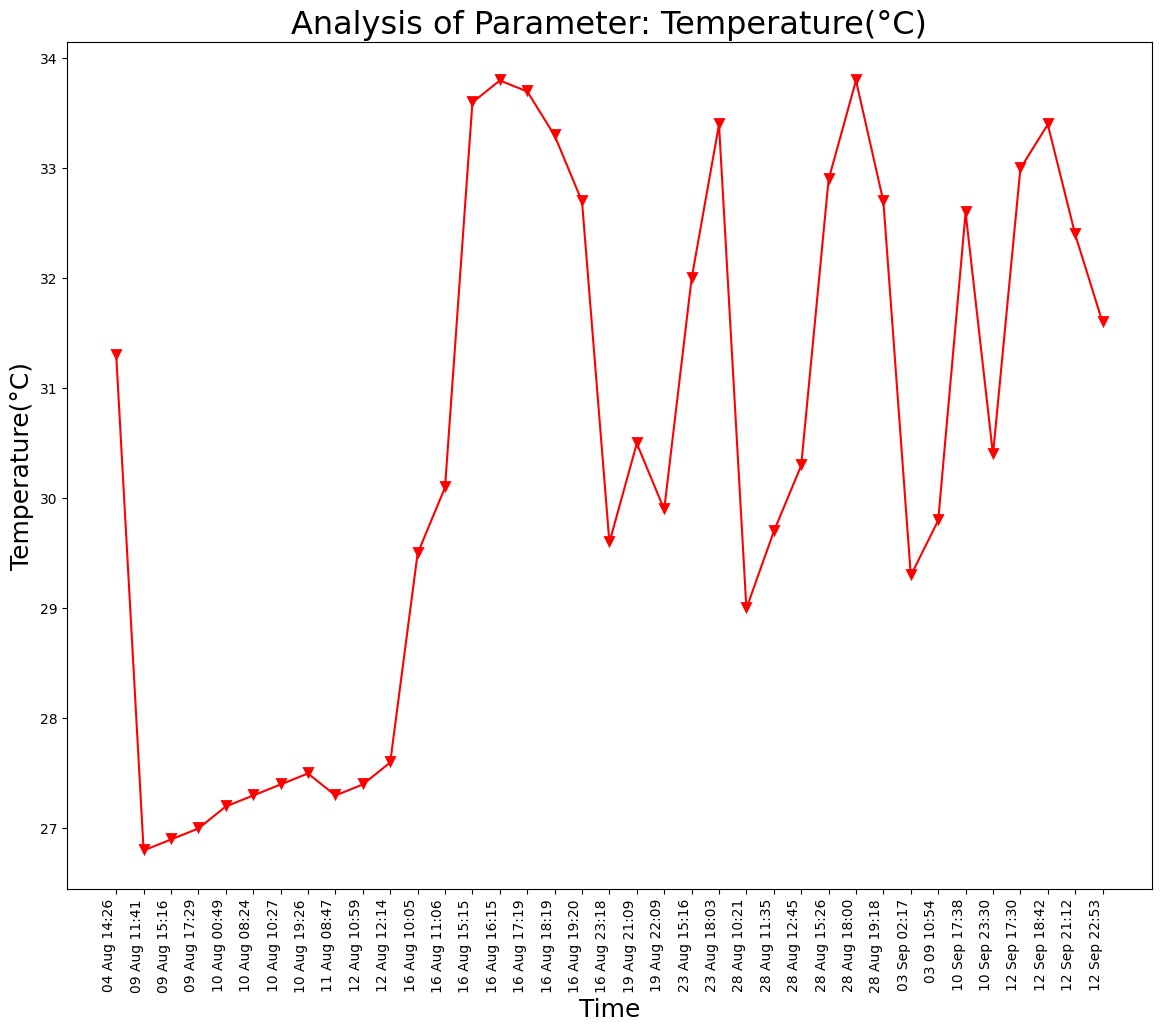 Analysis of Parameter: Temperature(°C)
34
33
32
31
30
29
28
27
Temperature(°C)
04 Aug 14:26
09 Aug 11:41
09 Aug 15:16
09 Aug 17:29
10 Aug 00:49
10 Aug 08:24
10 Aug 10:27
10 Aug 19:26
11 Aug 08:47
12 Aug 10:59
12 Aug 12:14
16 Aug 10:05
16 Aug 11:06
16 Aug 15:15
16 Aug 16:15
16 Aug 17:19
16 Aug 18:19
16 Aug 19:20
16 Aug 23:18
19 Aug 21:09
19 Aug 22:09
23 Aug 15:16
23 Aug 18:03
28 Aug 10:21
28 Aug 11:35
28 Aug 12:45
28 Aug 15:26
28 Aug 18:00
28 Aug 19:18
03 Sep 02:17
03 09 10:54
10 Sep 17:38
10 Sep 23:30
12 Sep 17:30
12 Sep 18:42
12 Sep 21:12
12 Sep 22:53
Time